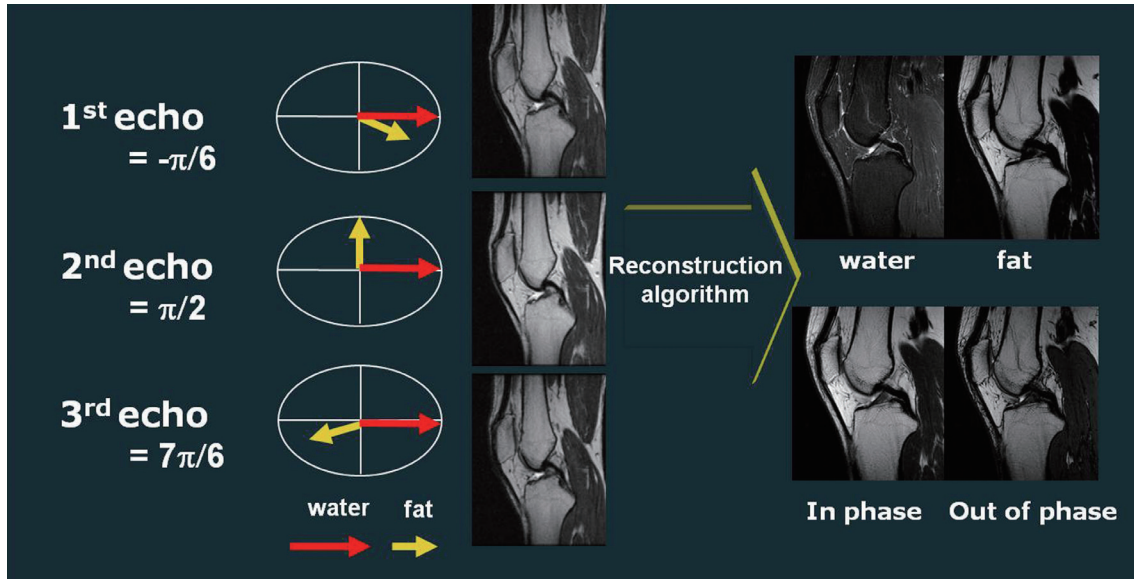 1st echo
= -π/6
2nd echo
= π/2
3rd echo
= 7π/6
water fat
Reconstruction
algorithm
water fat
In phase Out of phase